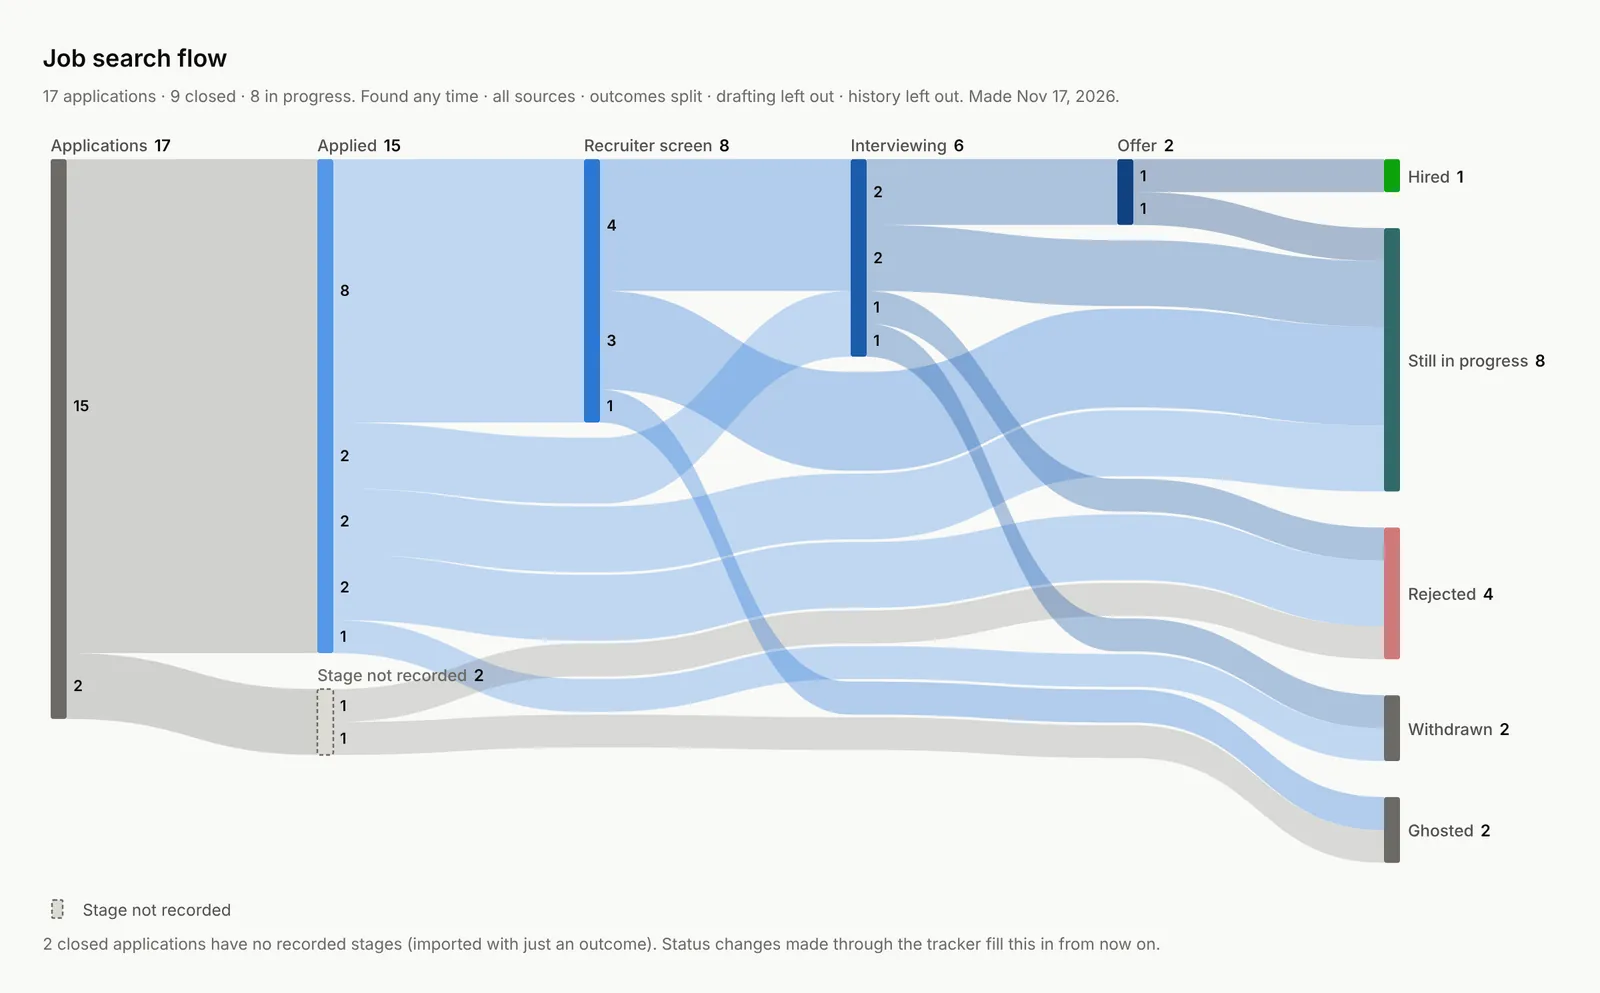 Job search flow
17 applications · 9 closed · 8 in progress. Found any time · all sources · outcomes split · drafting left out · history left out. Made Nov 17, 2026.
Applications 17
Applied 15
Recruiter screen 8
Interviewing 6
Offer 2
15
2
8
2
2
2
1
Stage not recorded 2
1
1
4
3
1
2
2
1
1
1
1
Hired 1
Still in progress 8
Rejected 4
Withdrawn 2
Ghosted 2
Stage not recorded
2 closed applications have no recorded stages (imported with just an outcome). Status changes made through the tracker fill this in from now on.